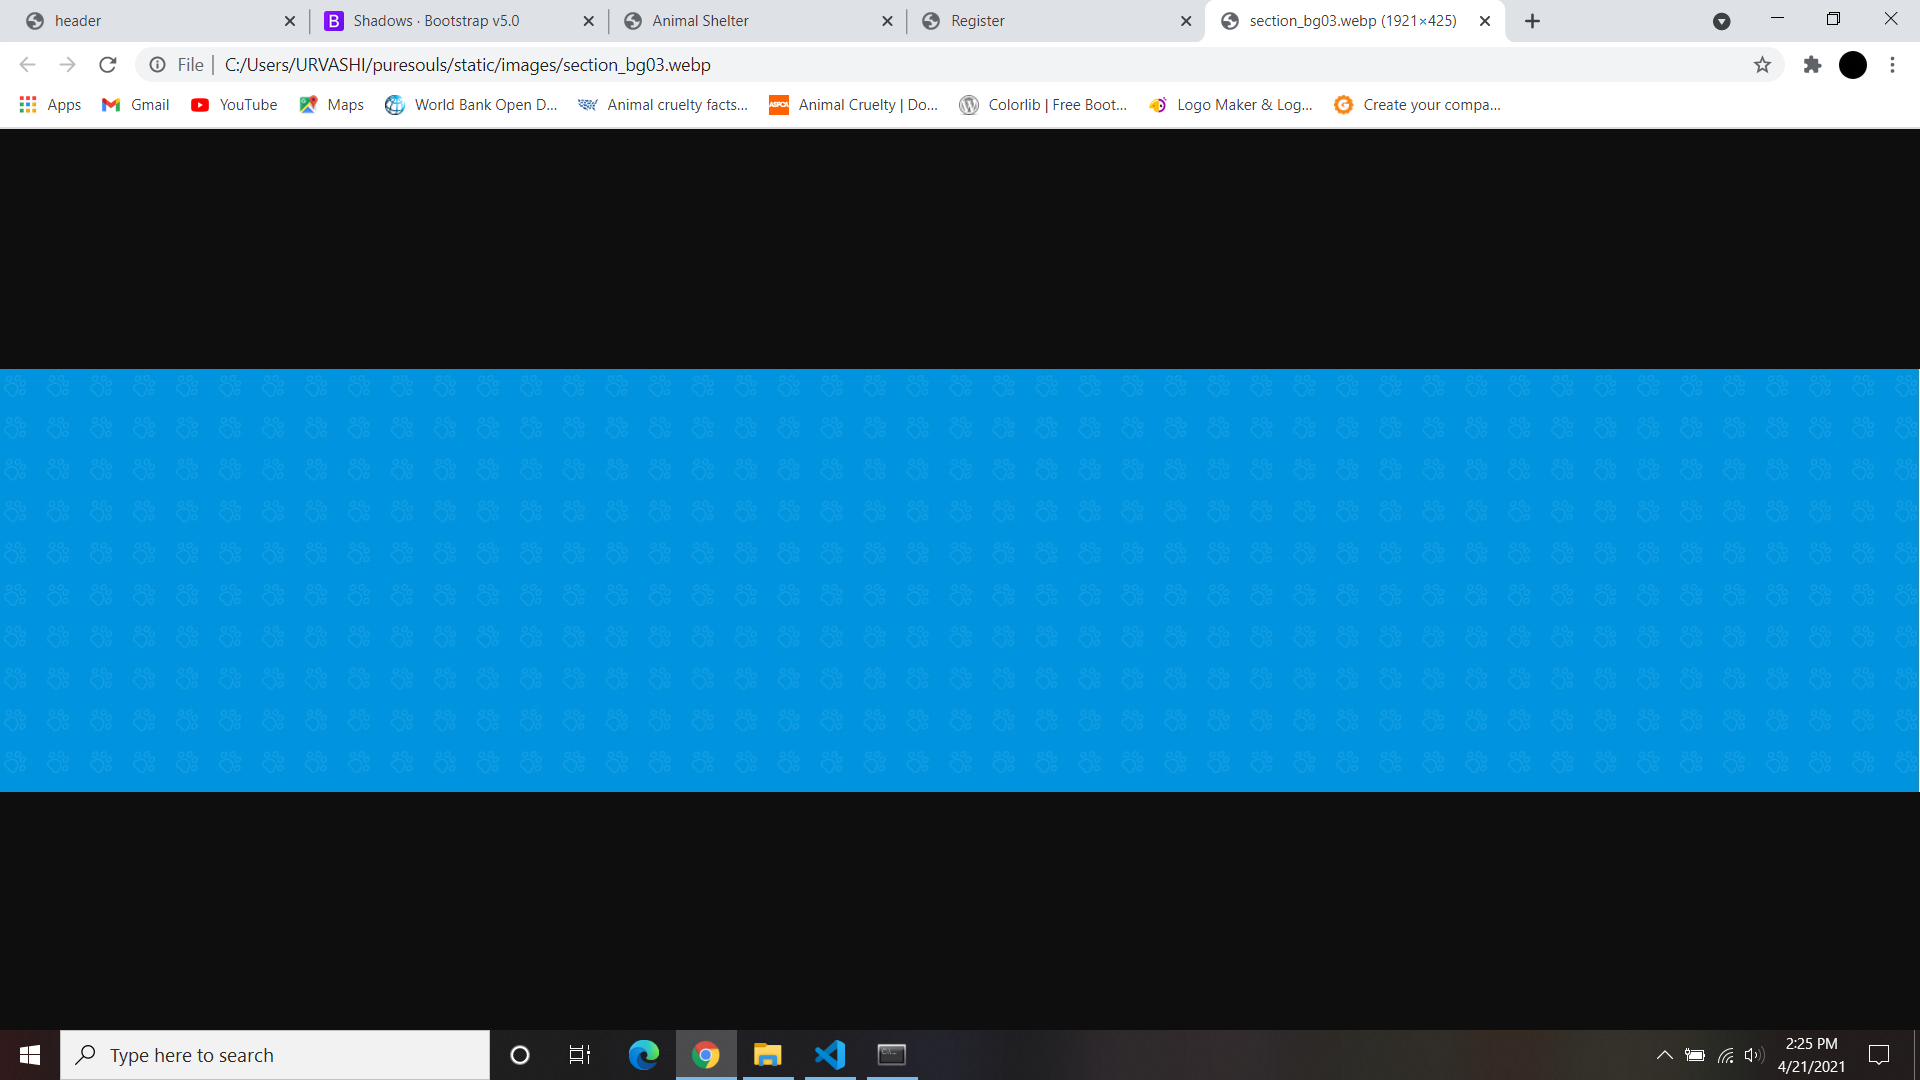 header
B Shadows · Bootstrap v5.0
Animal Shelter
Register
section_bg03.webp (1921×425)
File C:/Users/URVASHI/puresouls/static/images/section_bg03.webp
Apps Gmail YouTube Maps World Bank Open D... Animal cruelty facts... ASPCA Animal Cruelty | Do... Colorlib | Free Boot... Logo Maker & Log... Create your compa...
Type here to search
2:25 PM
4/21/2021